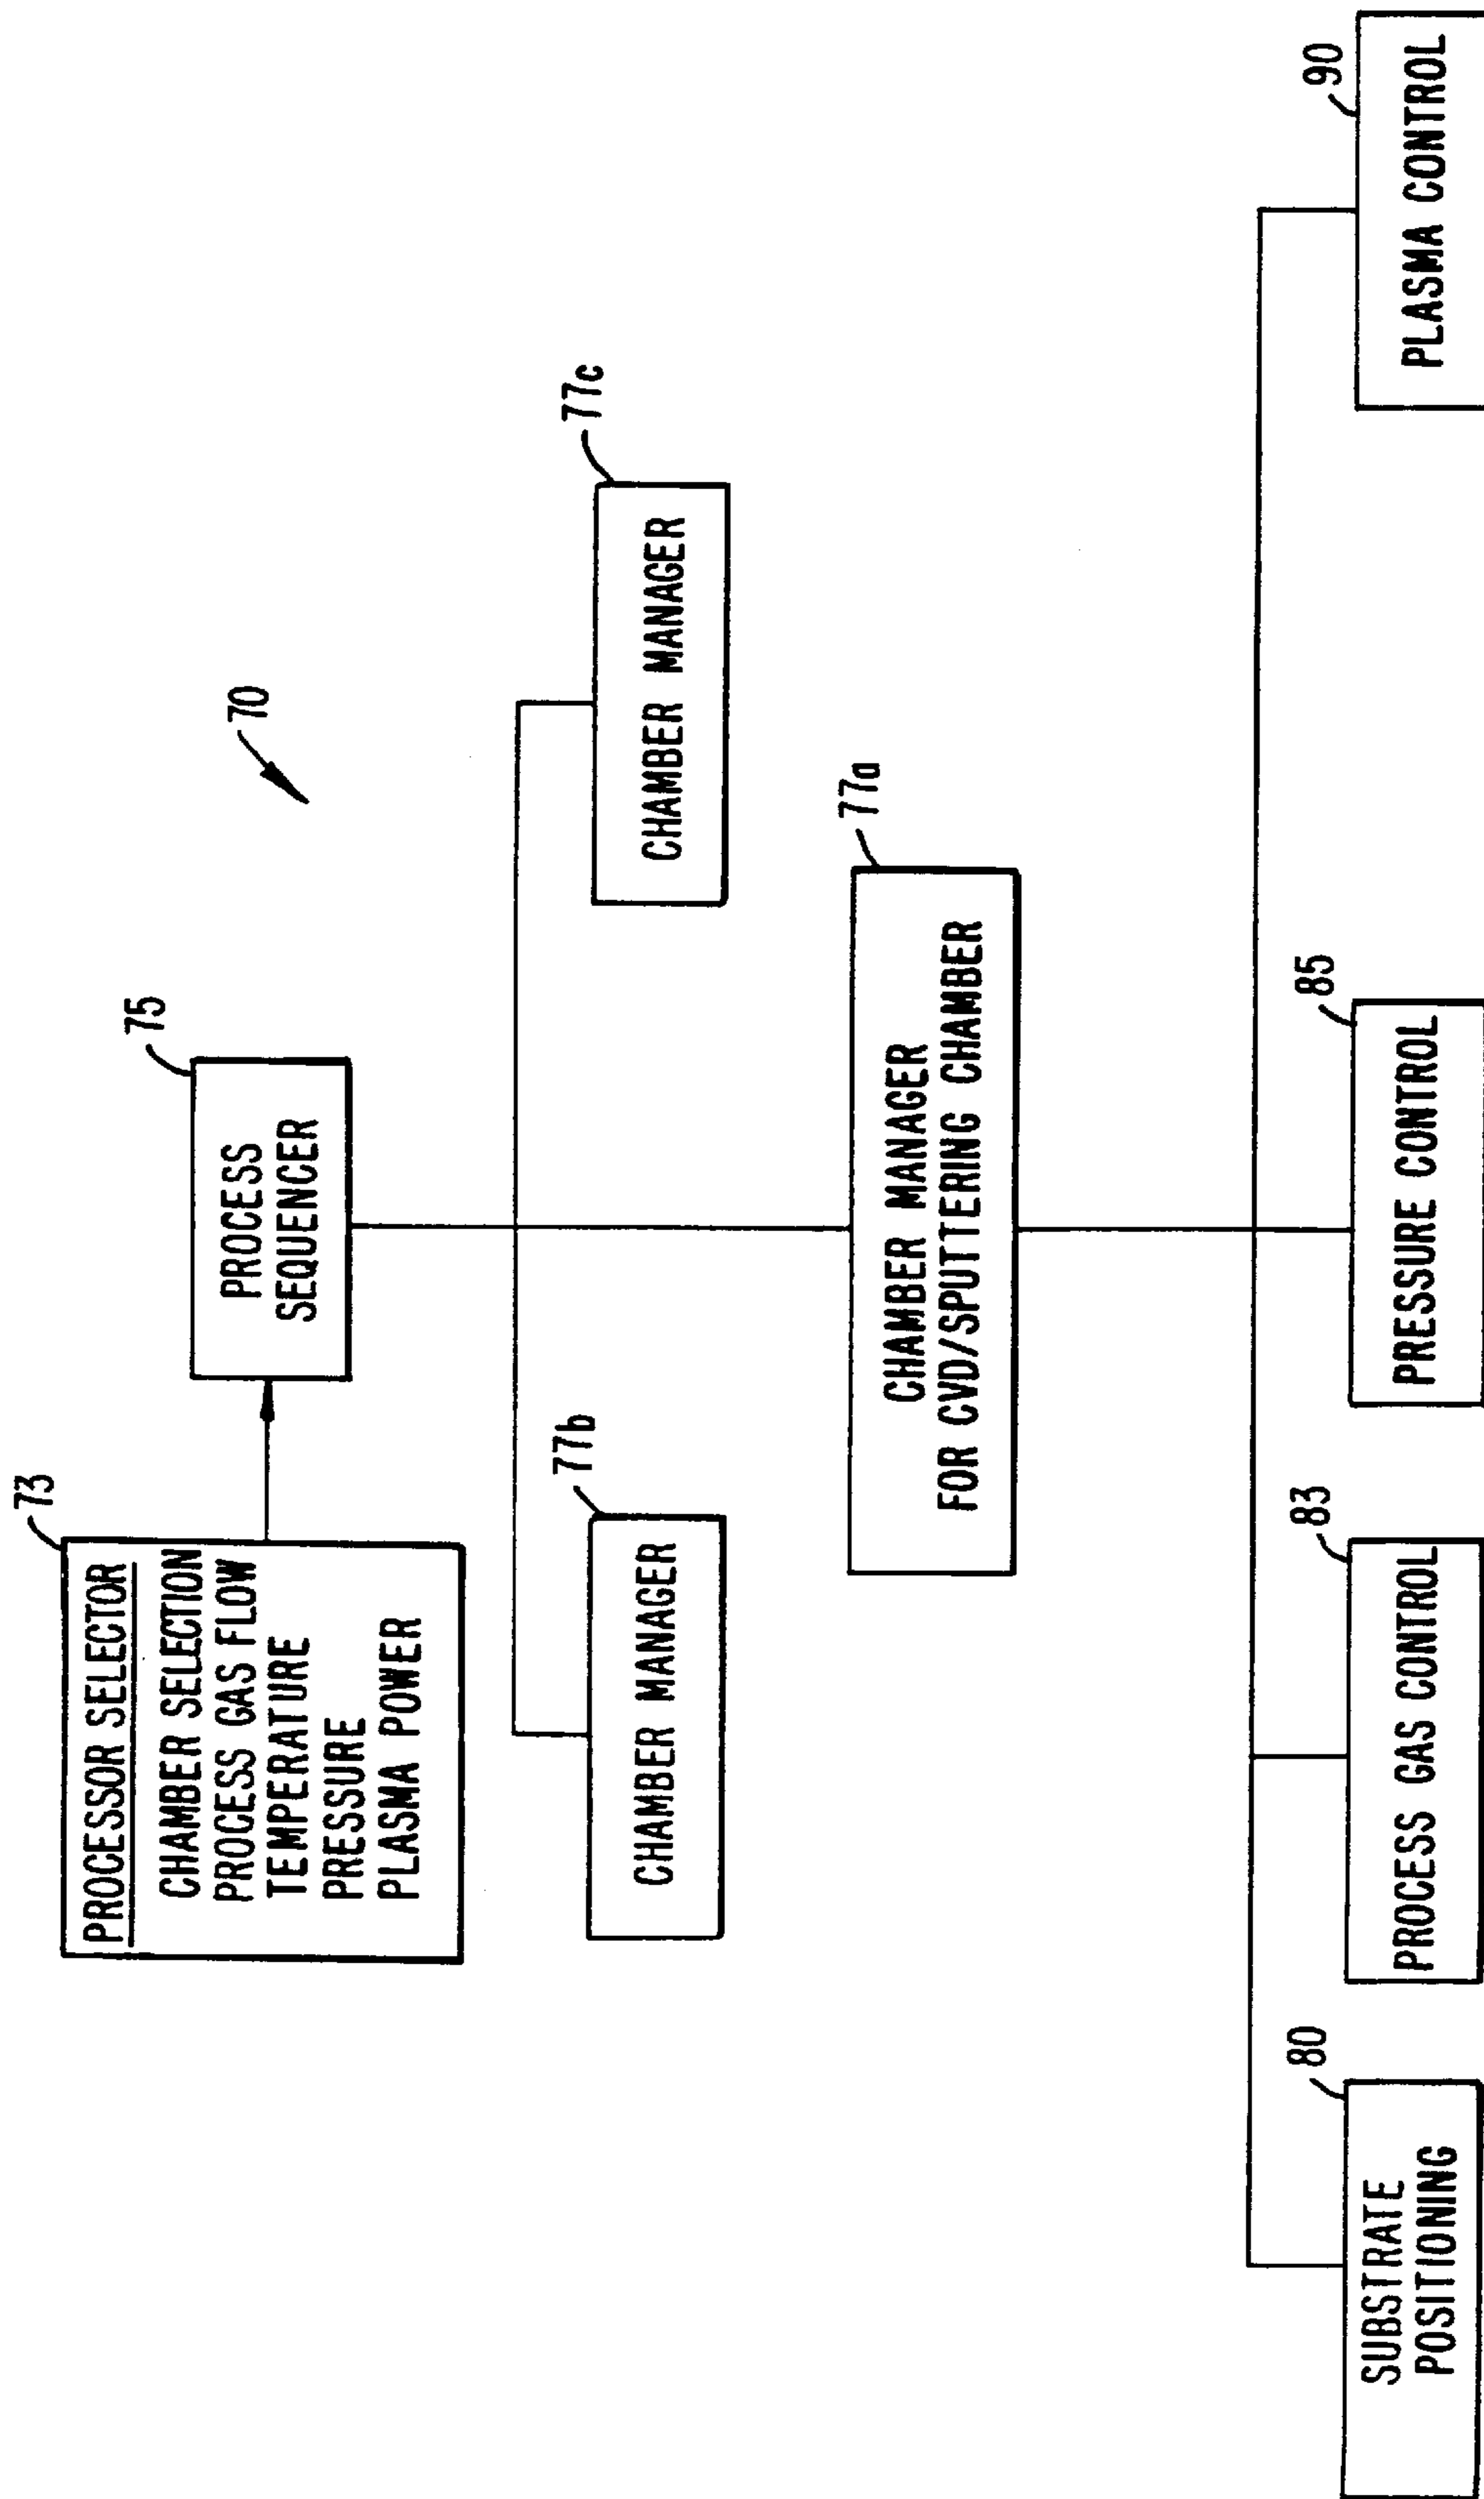 73
PROCESSOR SELECTOR
CHAMBER SELECTION
PROCESS GAS FLOW
TEMPERATURE
PRESSURE
PLASMA POWER
75
PROCESS
SEQUENCER
70
77b
CHAMBER MANAGER
77c
CHAMBER MANAGER
77a
CHAMBER MANAGER
FOR CVD/SPUTTERING CHAMBER
80
SUBSTRATE
POSITIONING
83
PROCESS GAS CONTROL
85
PRESSURE CONTROL
90
PLASMA CONTROL